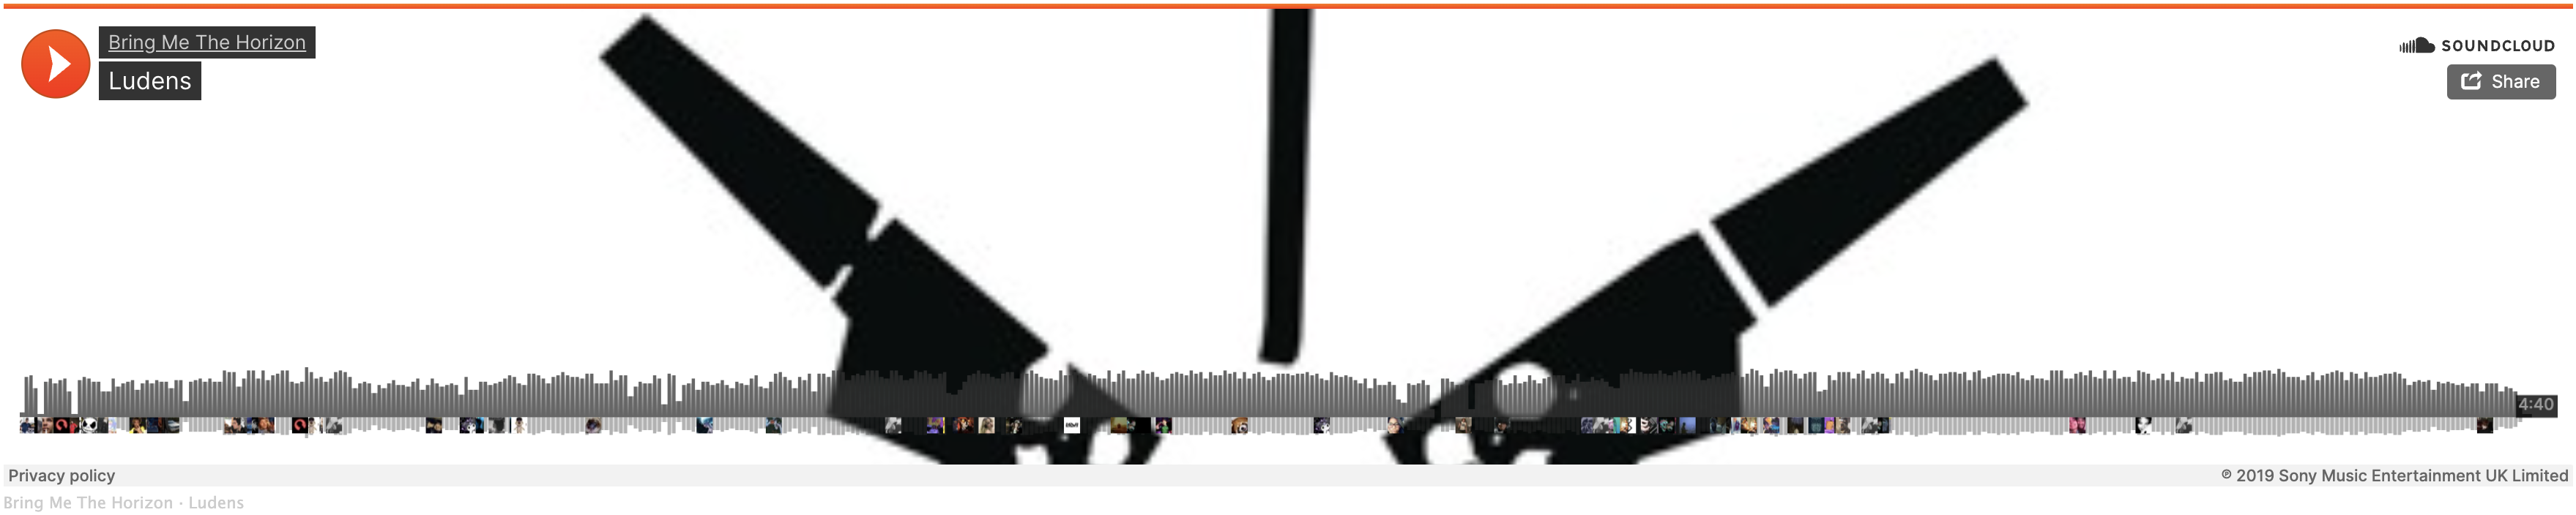 Bring Me The Horizon
Ludens
SOUNDCLOUD
Share
4:40
Privacy policy
℗ 2019 Sony Music Entertainment UK Limited
Bring Me The Horizon · Ludens